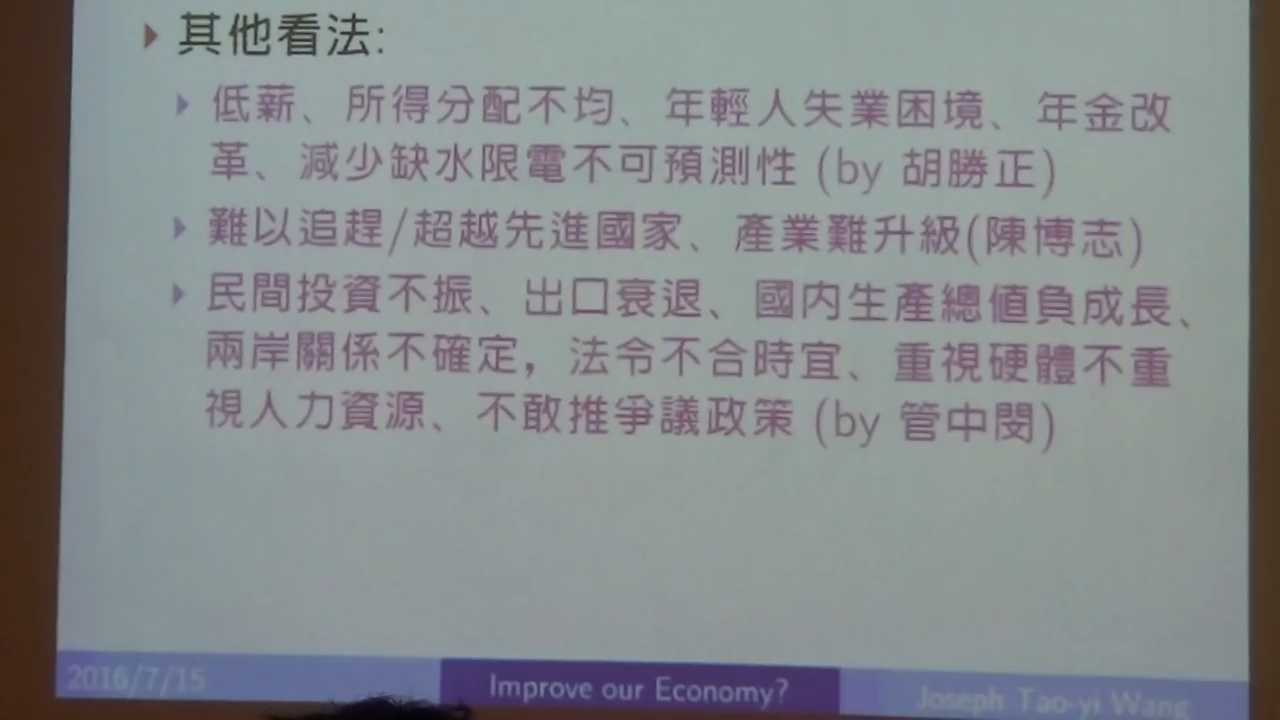 其他看法:
低薪、所得分配不均、年輕人失業困境、年金改
革、減少缺水限電不可預測性 (by 胡勝正)
難以追趕/超越先進國家、產業難升級(陳博志)
民間投資不振、出口衰退、國內生產總值負成長、
兩岸關係不確定，法令不合時宜、重視硬體不重
視人力資源、不敢推爭議政策 (by 管中閔)
2016/7/15
Improve our Economy?
Joseph Tao-yi Wang